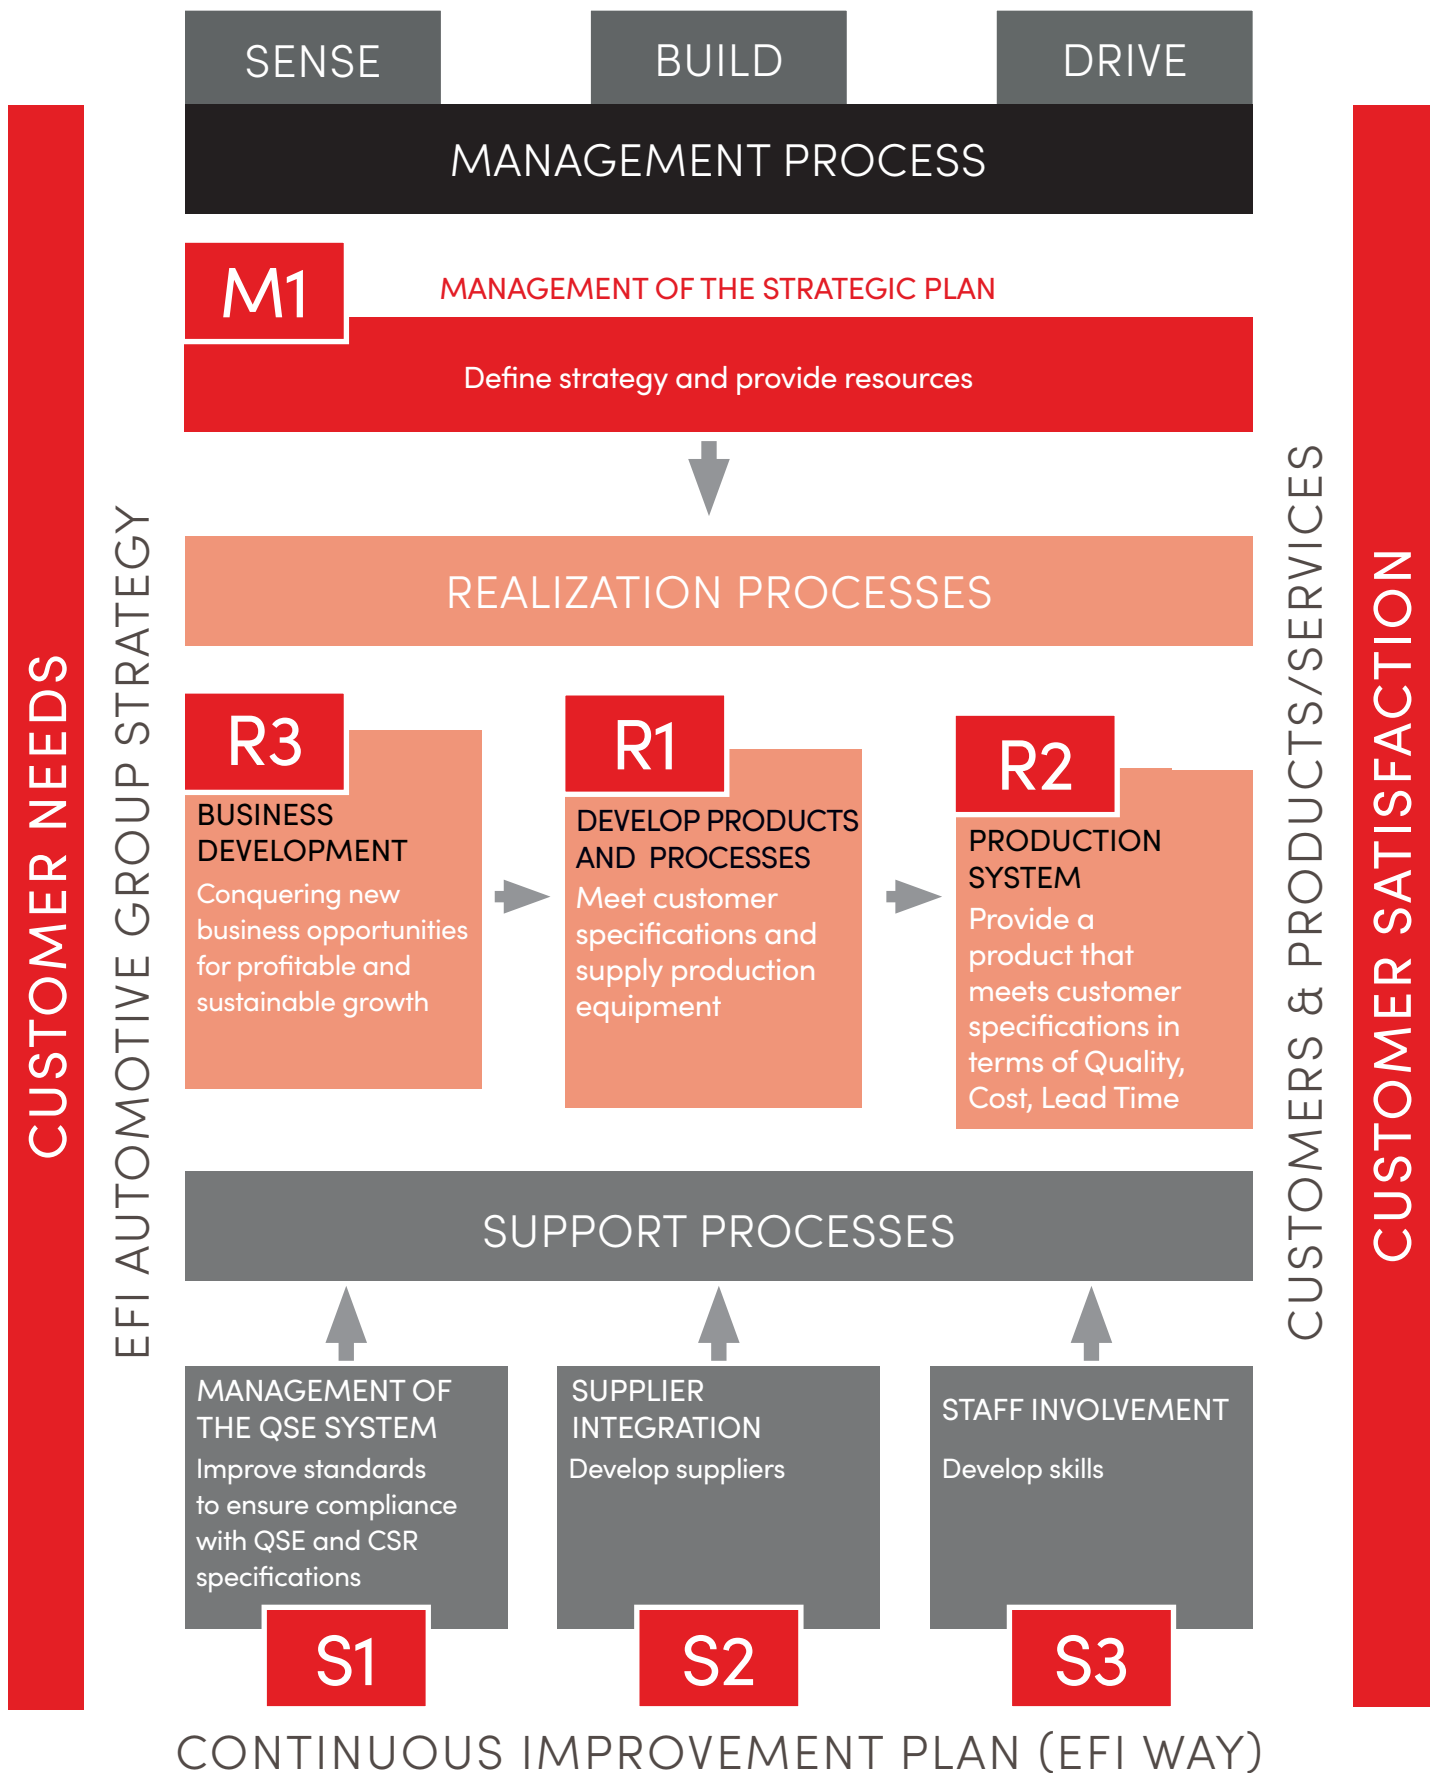 SENSE
BUILD
DRIVE
MANAGEMENT PROCESS
M1
MANAGEMENT OF THE STRATEGIC PLAN
Define strategy and provide resources
REALIZATION PROCESSES
R3
BUSINESS
DEVELOPMENT
Conquering new
business opportunities
for profitable and
sustainable growth
R1
DEVELOP PRODUCTS
AND PROCESSES
Meet customer
specifications and
supply production
equipment
R2
PRODUCTION
SYSTEM
Provide a
product that
meets customer
specifications in
terms of Quality,
Cost, Lead Time
SUPPORT PROCESSES
MANAGEMENT OF
THE QSE SYSTEM
Improve standards
to ensure compliance
with QSE and CSR
specifications
S1
SUPPLIER
INTEGRATION
Develop suppliers
S2
STAFF INVOLVEMENT
Develop skills
S3
CUSTOMER NEEDS
EFI AUTOMOTIVE GROUP STRATEGY
CUSTOMERS & PRODUCTS/SERVICES
CUSTOMER SATISFACTION
CONTINUOUS IMPROVEMENT PLAN (EFI WAY)